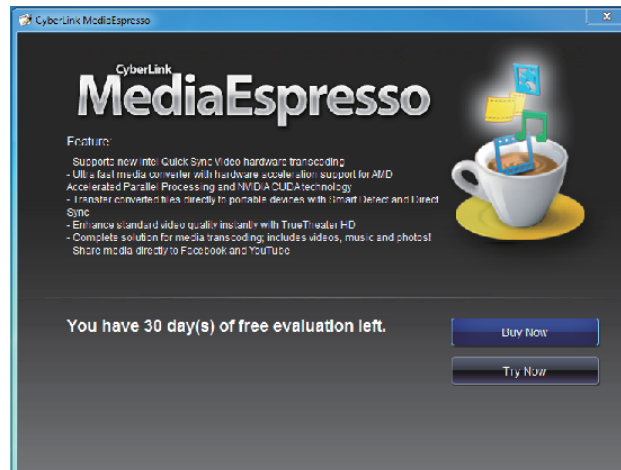 CyberLink MediaEspresso
x
CyberLink
MediaEspresso
Feature:
Supports new Intel Quick Sync Video hardware transcoding
- Ultra fast media converter with hardware acceleration support for AMD
Accelerated Parallel Processing and NVIDIA CUDA technology
- Transfer converted files directly to portable devices with Smart Detect and Direct
Sync
- Enhance standard video quality instantly with TrueTheater HD
- Complete solution for media transcoding; includes videos, music and photos!
Share media directly to Facebook and YouTube
You have 30 day(s) of free evaluation left.
Buy Now
Try Now